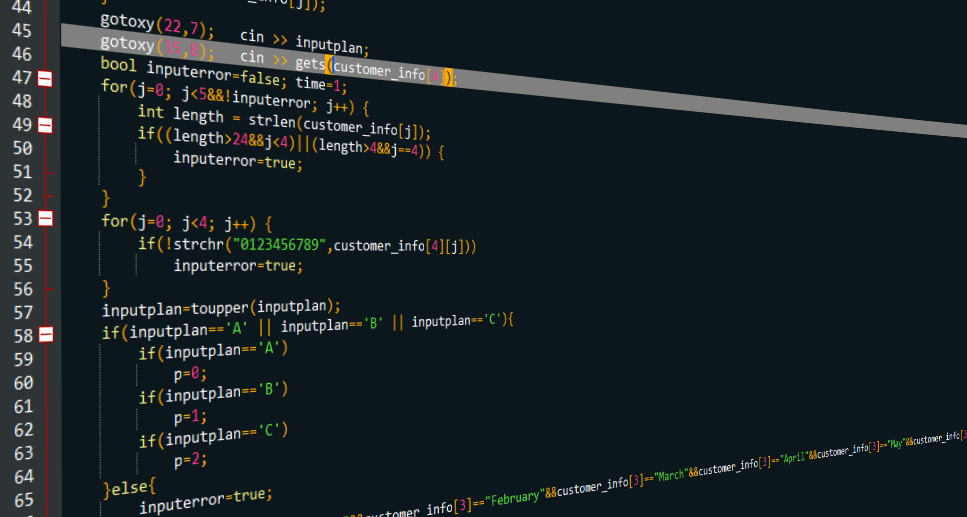 44
_info[j]);
45 gotoxy(22,7); cin >> inputplan;
46 gotoxy(35,8); cin >> gets(customer_info[4]);
47 bool inputerror=false; time=1;
48 for(j=0; j<5&&!inputerror; j++) {
49 int length = strlen(customer_info[j]);
50 if((length>24&&j<4)||(length>4&&j==4)) {
51 inputerror=true;
52 }
53 }
54 for(j=0; j<4; j++) {
55 if(!strchr("0123456789",customer_info[4][j]))
56 inputerror=true;
57 }
58 inputplan=toupper(inputplan);
59 if(inputplan=='A' || inputplan=='B' || inputplan=='C'){
60 if(inputplan=='A')
61 p=0;
62 if(inputplan=='B')
63 p=1;
64 if(inputplan=='C')
65 p=2;
}else{
inputerror=true;
customer_info[3]=="February"&&customer_info[3]=="March"&&customer_info[3]=="April"&&customer_info[3]=="May"&&customer_info[3]